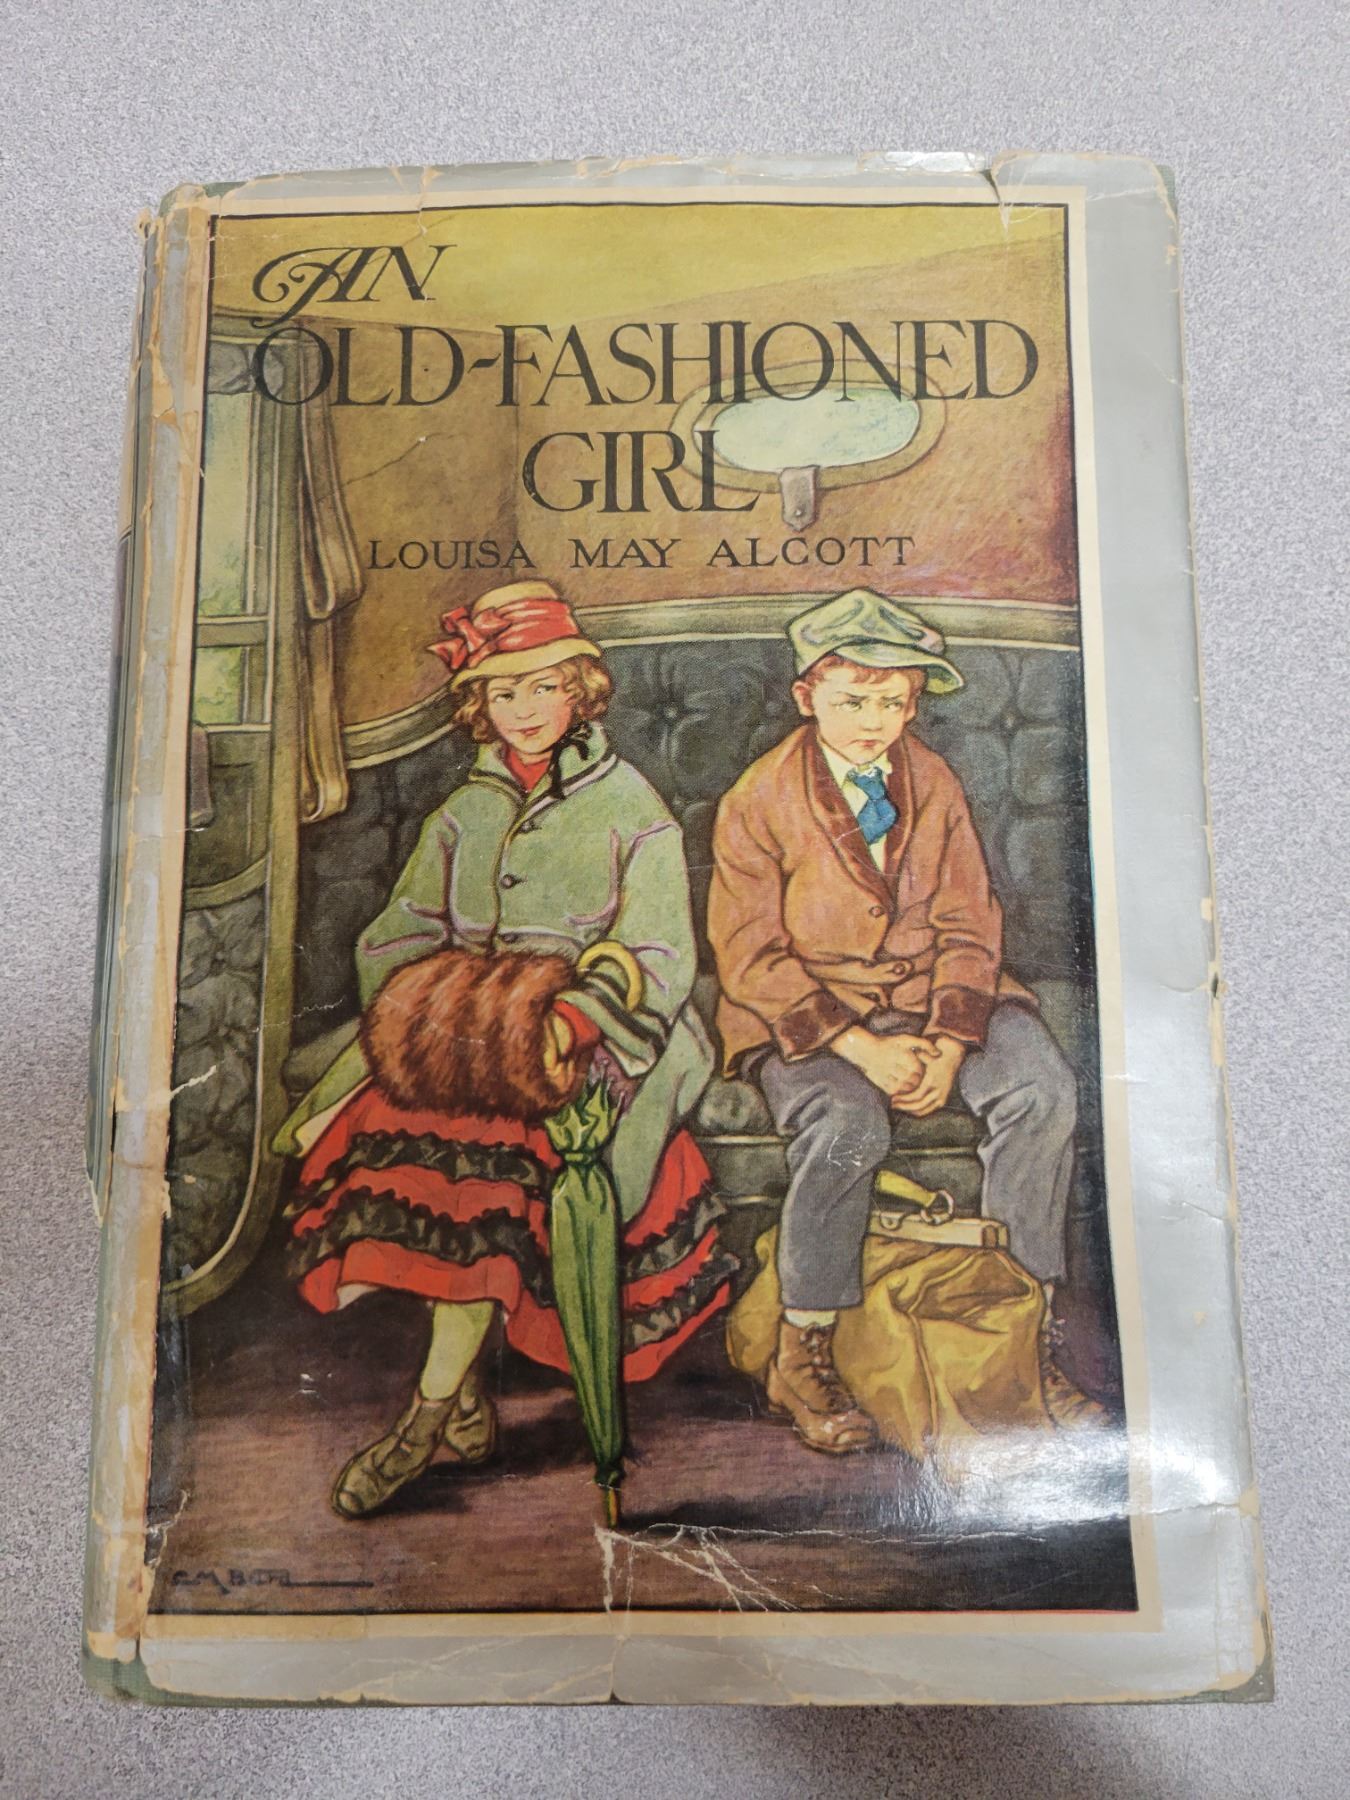 AN
OLD-FASHIONED
GIRL
LOUISA MAY ALCOTT